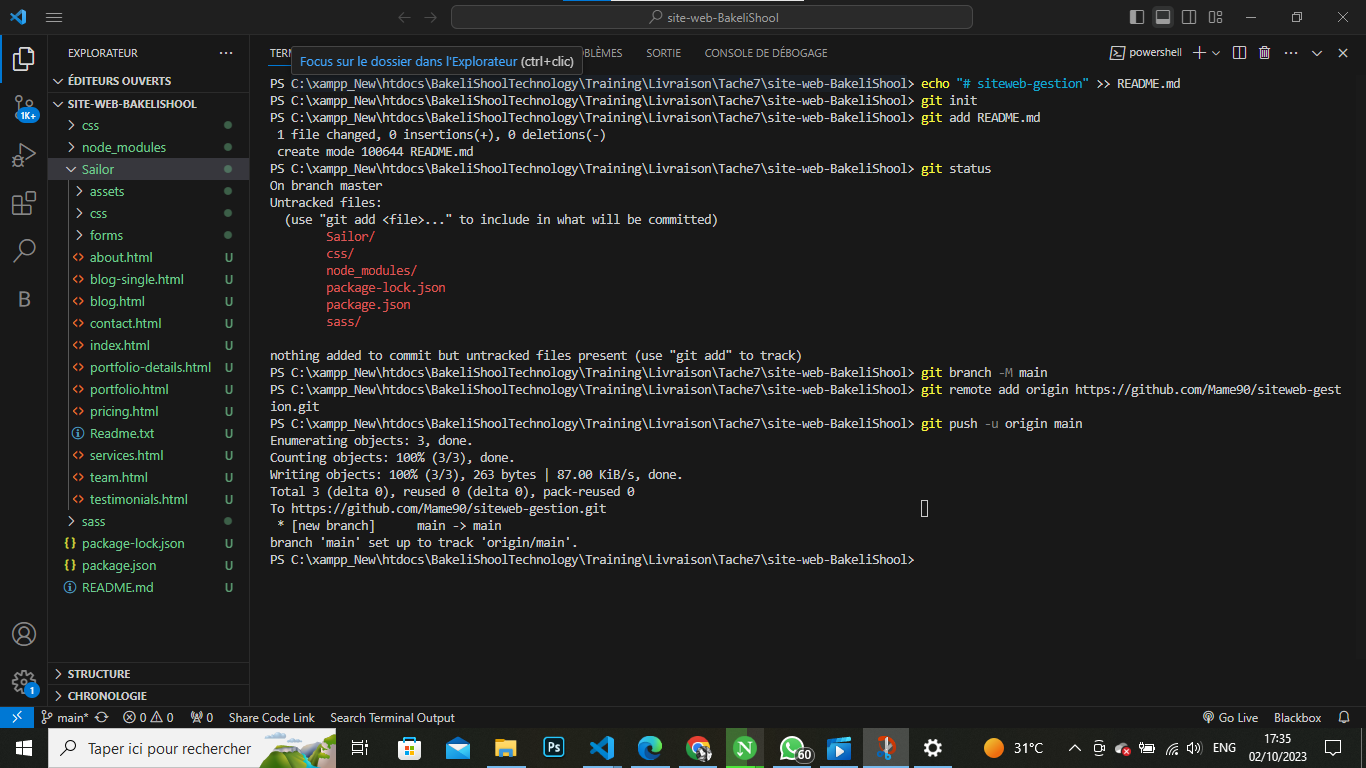 site-web-BakeliShool
EXPLORATEUR
ÉDITEURS OUVERTS
SITE-WEB-BAKELISHOOL
css
node_modules
Sailor
assets
css
forms
about.html U
blog-single.html U
blog.html U
contact.html U
index.html U
portfolio-details.html U
portfolio.html U
pricing.html U
Readme.txt U
services.html U
team.html U
testimonials.html U
sass
package-lock.json U
package.json U
README.md U
STRUCTURE
CHRONOLOGIE
1K+
B
1
SORTIE CONSOLE DE DÉBOGAGE
powershell
Focus sur le dossier dans l'Explorateur (ctrl+clic)
PS C:\xampp_New\htdocs\BakeliShoolTechnology\Training\Livraison\Tache7\site-web-BakeliShool> echo "# siteweb-gestion" >> README.md
PS C:\xampp_New\htdocs\BakeliShoolTechnology\Training\Livraison\Tache7\site-web-BakeliShool> git init
PS C:\xampp_New\htdocs\BakeliShoolTechnology\Training\Livraison\Tache7\site-web-BakeliShool> git add README.md
1 file changed, 0 insertions(+), 0 deletions(-)
create mode 100644 README.md
PS C:\xampp_New\htdocs\BakeliShoolTechnology\Training\Livraison\Tache7\site-web-BakeliShool> git status
On branch master
Untracked files:
(use "git add <file>..." to include in what will be committed)
Sailor/
css/
node_modules/
package-lock.json
package.json
sass/
nothing added to commit but untracked files present (use "git add" to track)
PS C:\xampp_New\htdocs\BakeliShoolTechnology\Training\Livraison\Tache7\site-web-BakeliShool> git branch -M main
PS C:\xampp_New\htdocs\BakeliShoolTechnology\Training\Livraison\Tache7\site-web-BakeliShool> git remote add origin https://github.com/Mame90/siteweb-gest
ion.git
PS C:\xampp_New\htdocs\BakeliShoolTechnology\Training\Livraison\Tache7\site-web-BakeliShool> git push -u origin main
Enumerating objects: 3, done.
Counting objects: 100% (3/3), done.
Writing objects: 100% (3/3), 263 bytes | 87.00 KiB/s, done.
Total 3 (delta 0), reused 0 (delta 0), pack-reused 0
To https://github.com/Mame90/siteweb-gestion.git
* [new branch] main -> main
branch 'main' set up to track 'origin/main'.
PS C:\xampp_New\htdocs\BakeliShoolTechnology\Training\Livraison\Tache7\site-web-BakeliShool>
main* 0 0 0 Share Code Link Search Terminal Output Go Live Blackbox
Taper ici pour rechercher
Ps
N
60
31°C
ENG
17:35
02/10/2023